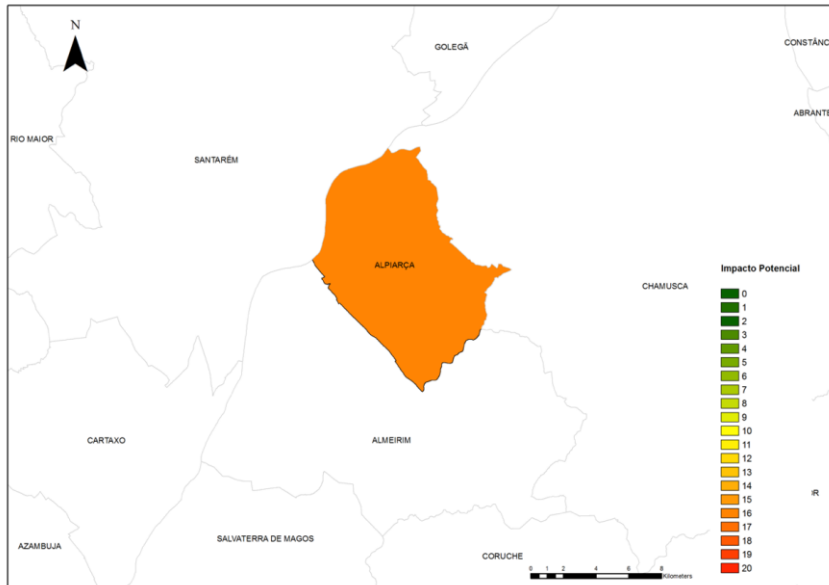 N
GOLEGÃ
CONSTÂNC
ABRANTE
RIO MAIOR
SANTARÉM
ALPIARÇA
Impacto Potencial
CHAMUSCA
0
1
2
3
4
5
6
7
8
9
10
11
12
13
14
15
16
17
18
19
20
CARTAXO
ALMEIRIM
IR
AZAMBUJA
SALVATERRA DE MAGOS
CORUCHE
0 1 2 4 6 8
Kilometers